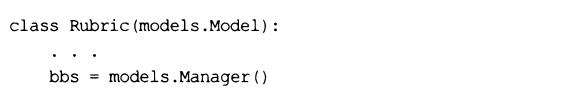 class Rubric(models.Model):
    . . .
    bbs = models.Manager()